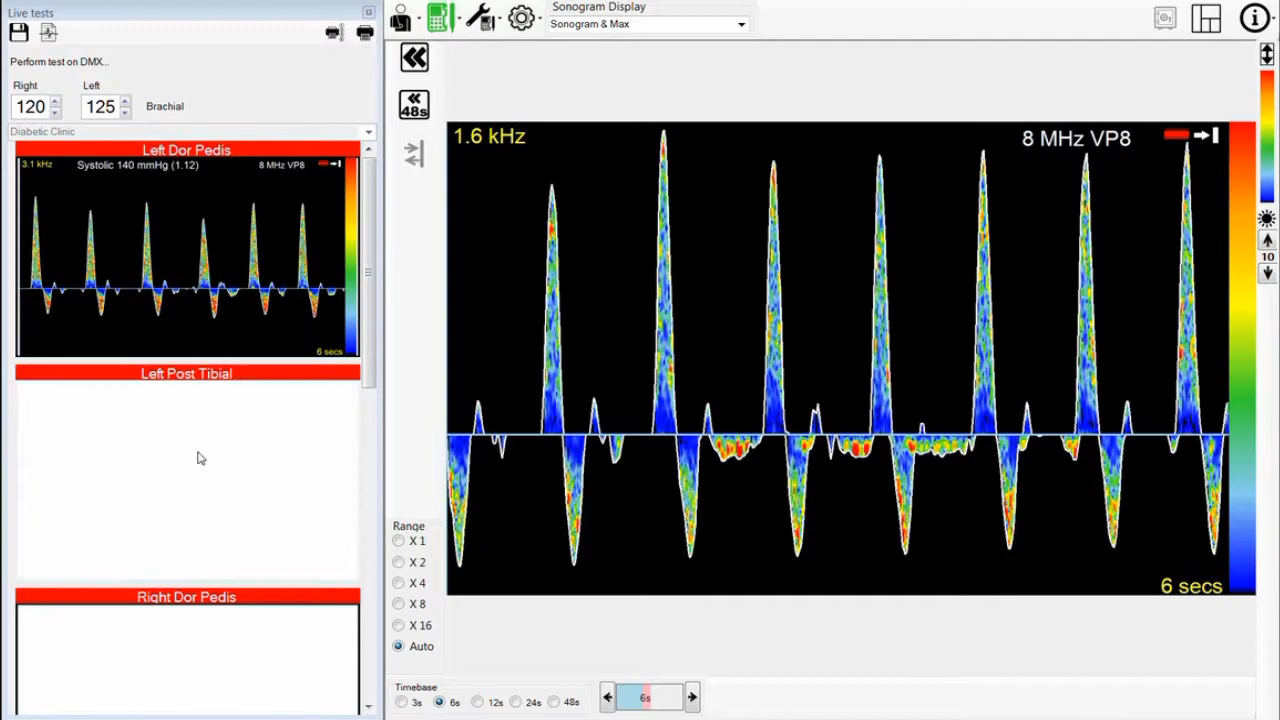 Live tests
Perform test on DMX...
Right
Left
120
125
Brachial
Diabetic Clinic
Left Dor Pedis
3.1 kHz
Systolic 140 mmHg (1.12)
8 MHz VP8
6 secs
Left Post Tibial
Right Dor Pedis
Sonogram Display
Sonogram & Max
48s
1.6 kHz
8 MHz VP8
6 secs
10
Range
X 1
X 2
X 4
X 8
X 16
Auto
Timebase
3s
6s
12s
24s
48s
6s